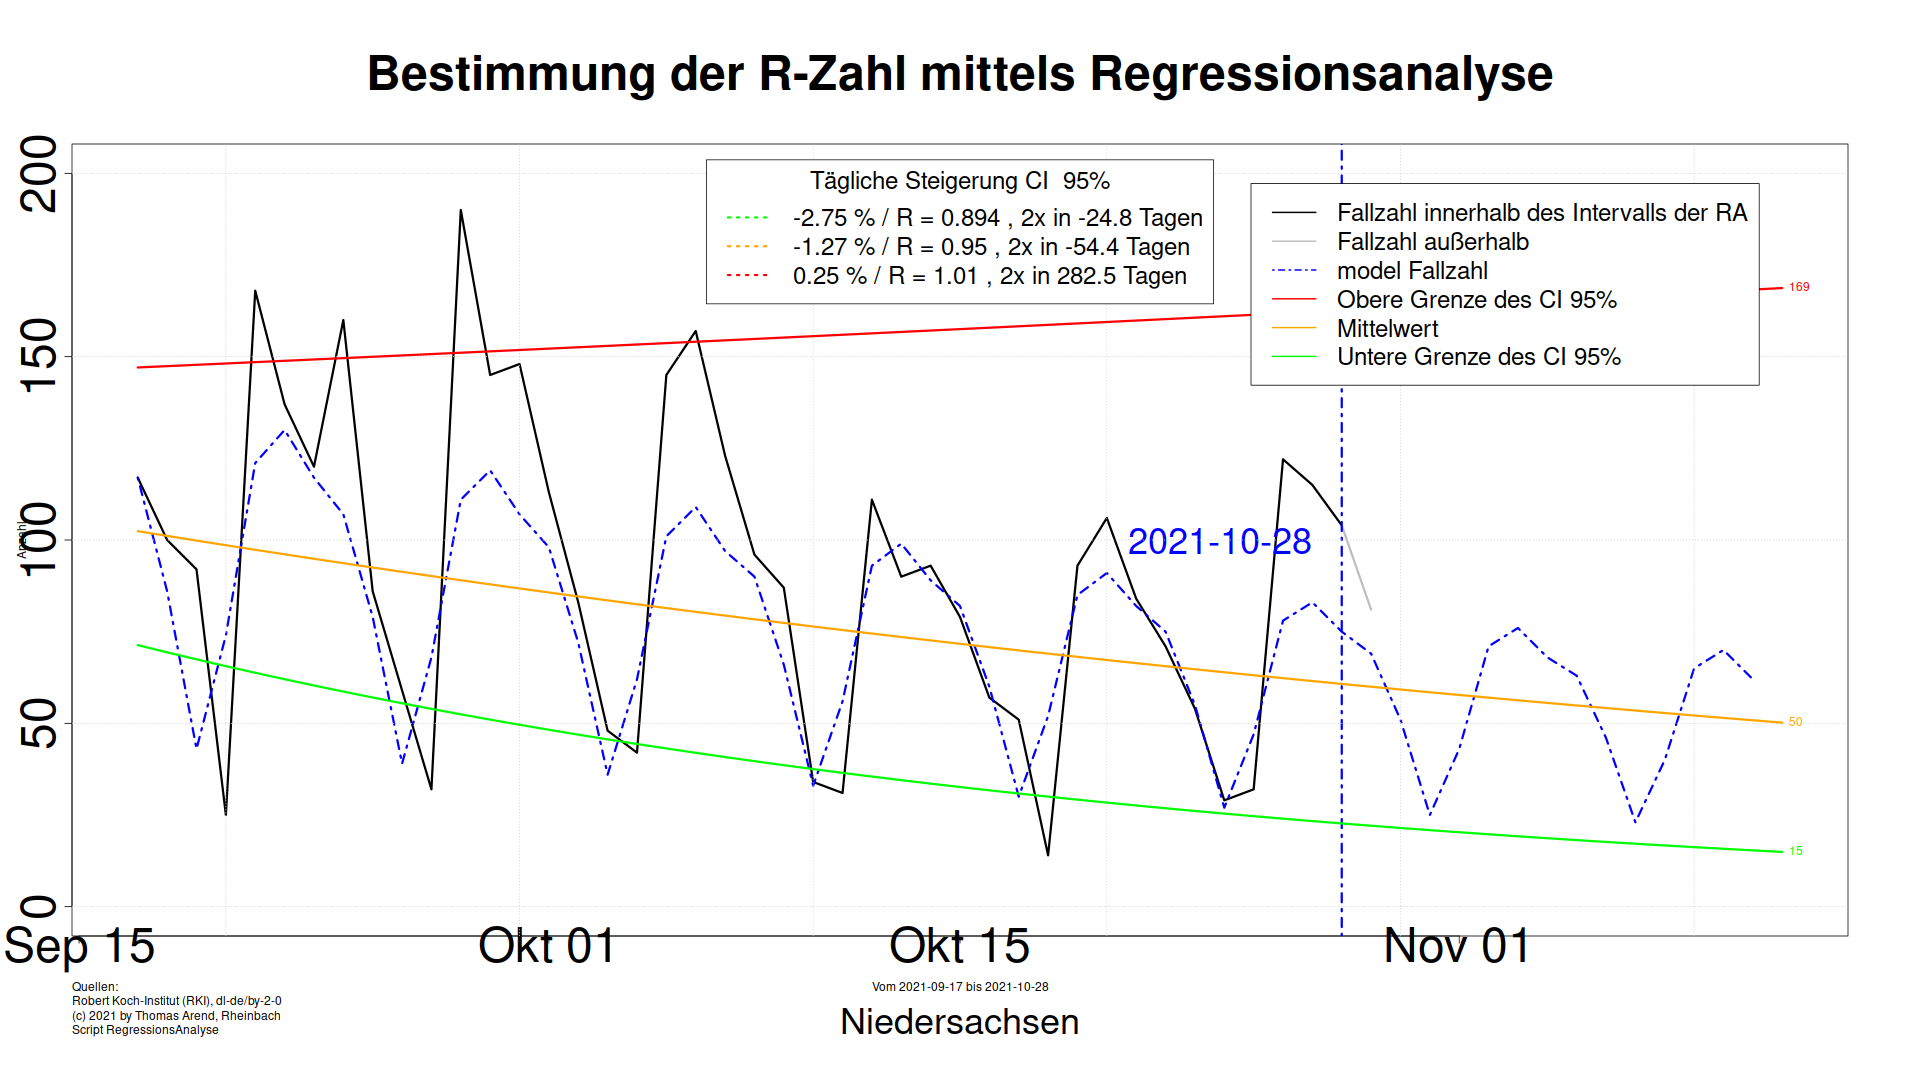 Bestimmung der R-Zahl mittels Regressionsanalyse
Tägliche Steigerung CI  95%
-2.75 % / R = 0.894 , 2x in -24.8 Tagen
-1.27 % / R = 0.95 , 2x in -54.4 Tagen
0.25 % / R = 1.01 , 2x in 282.5 Tagen
Fallzahl innerhalb des Intervalls der RA
Fallzahl außerhalb
model Fallzahl
Obere Grenze des CI 95%
Mittelwert
Untere Grenze des CI 95%
200
150
100
50
0
Anzahl
169
50
15
2021-10-28
Sep 15
Okt 01
Okt 15
Nov 01
Quellen:
Robert Koch-Institut (RKI), dl-de/by-2-0
(c) 2021 by Thomas Arend, Rheinbach
Script RegressionsAnalyse
Vom 2021-09-17 bis 2021-10-28
Niedersachsen